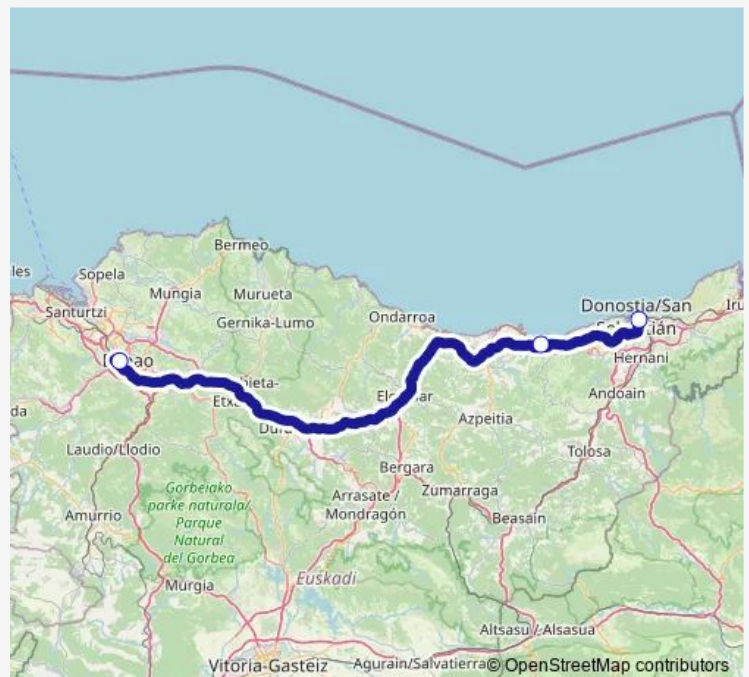 Bermeo
les
Sopela
Mungia
Murueta
Santurtzi
Gernika-Lumo
Ondarroa
Donostia/San
Hernani
Andoain
Azpeitia
da
Laudio/Llodio
Tolosa
Bergara
Zumarraga
Arrasate /
Mondragón
Beasain
Amurrio
Gorbeiako
parke naturala/
Parque
Natural
del Gorbea
Murgia
Euskadi
Altsasu / Alsasua
Vitoria-Gasteiz
Agurain/Salvatierra
© OpenStreetMap contributors